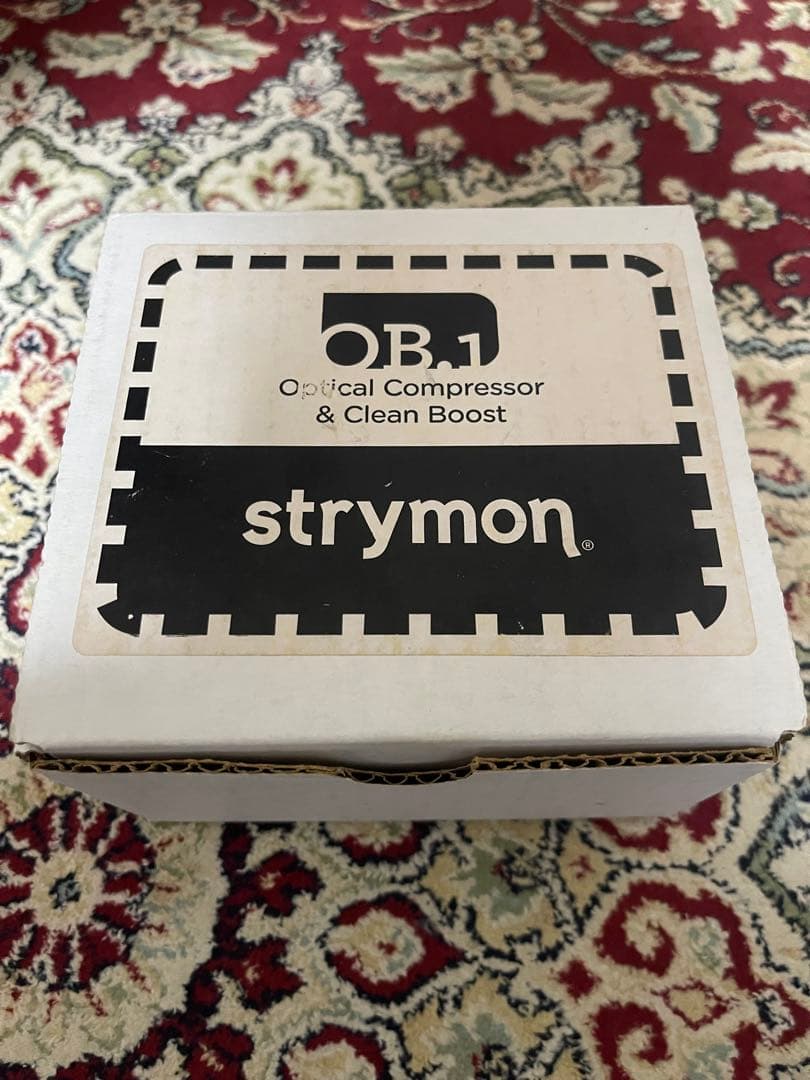 OB.1
Optical Compressor
& Clean Boost
strymon®